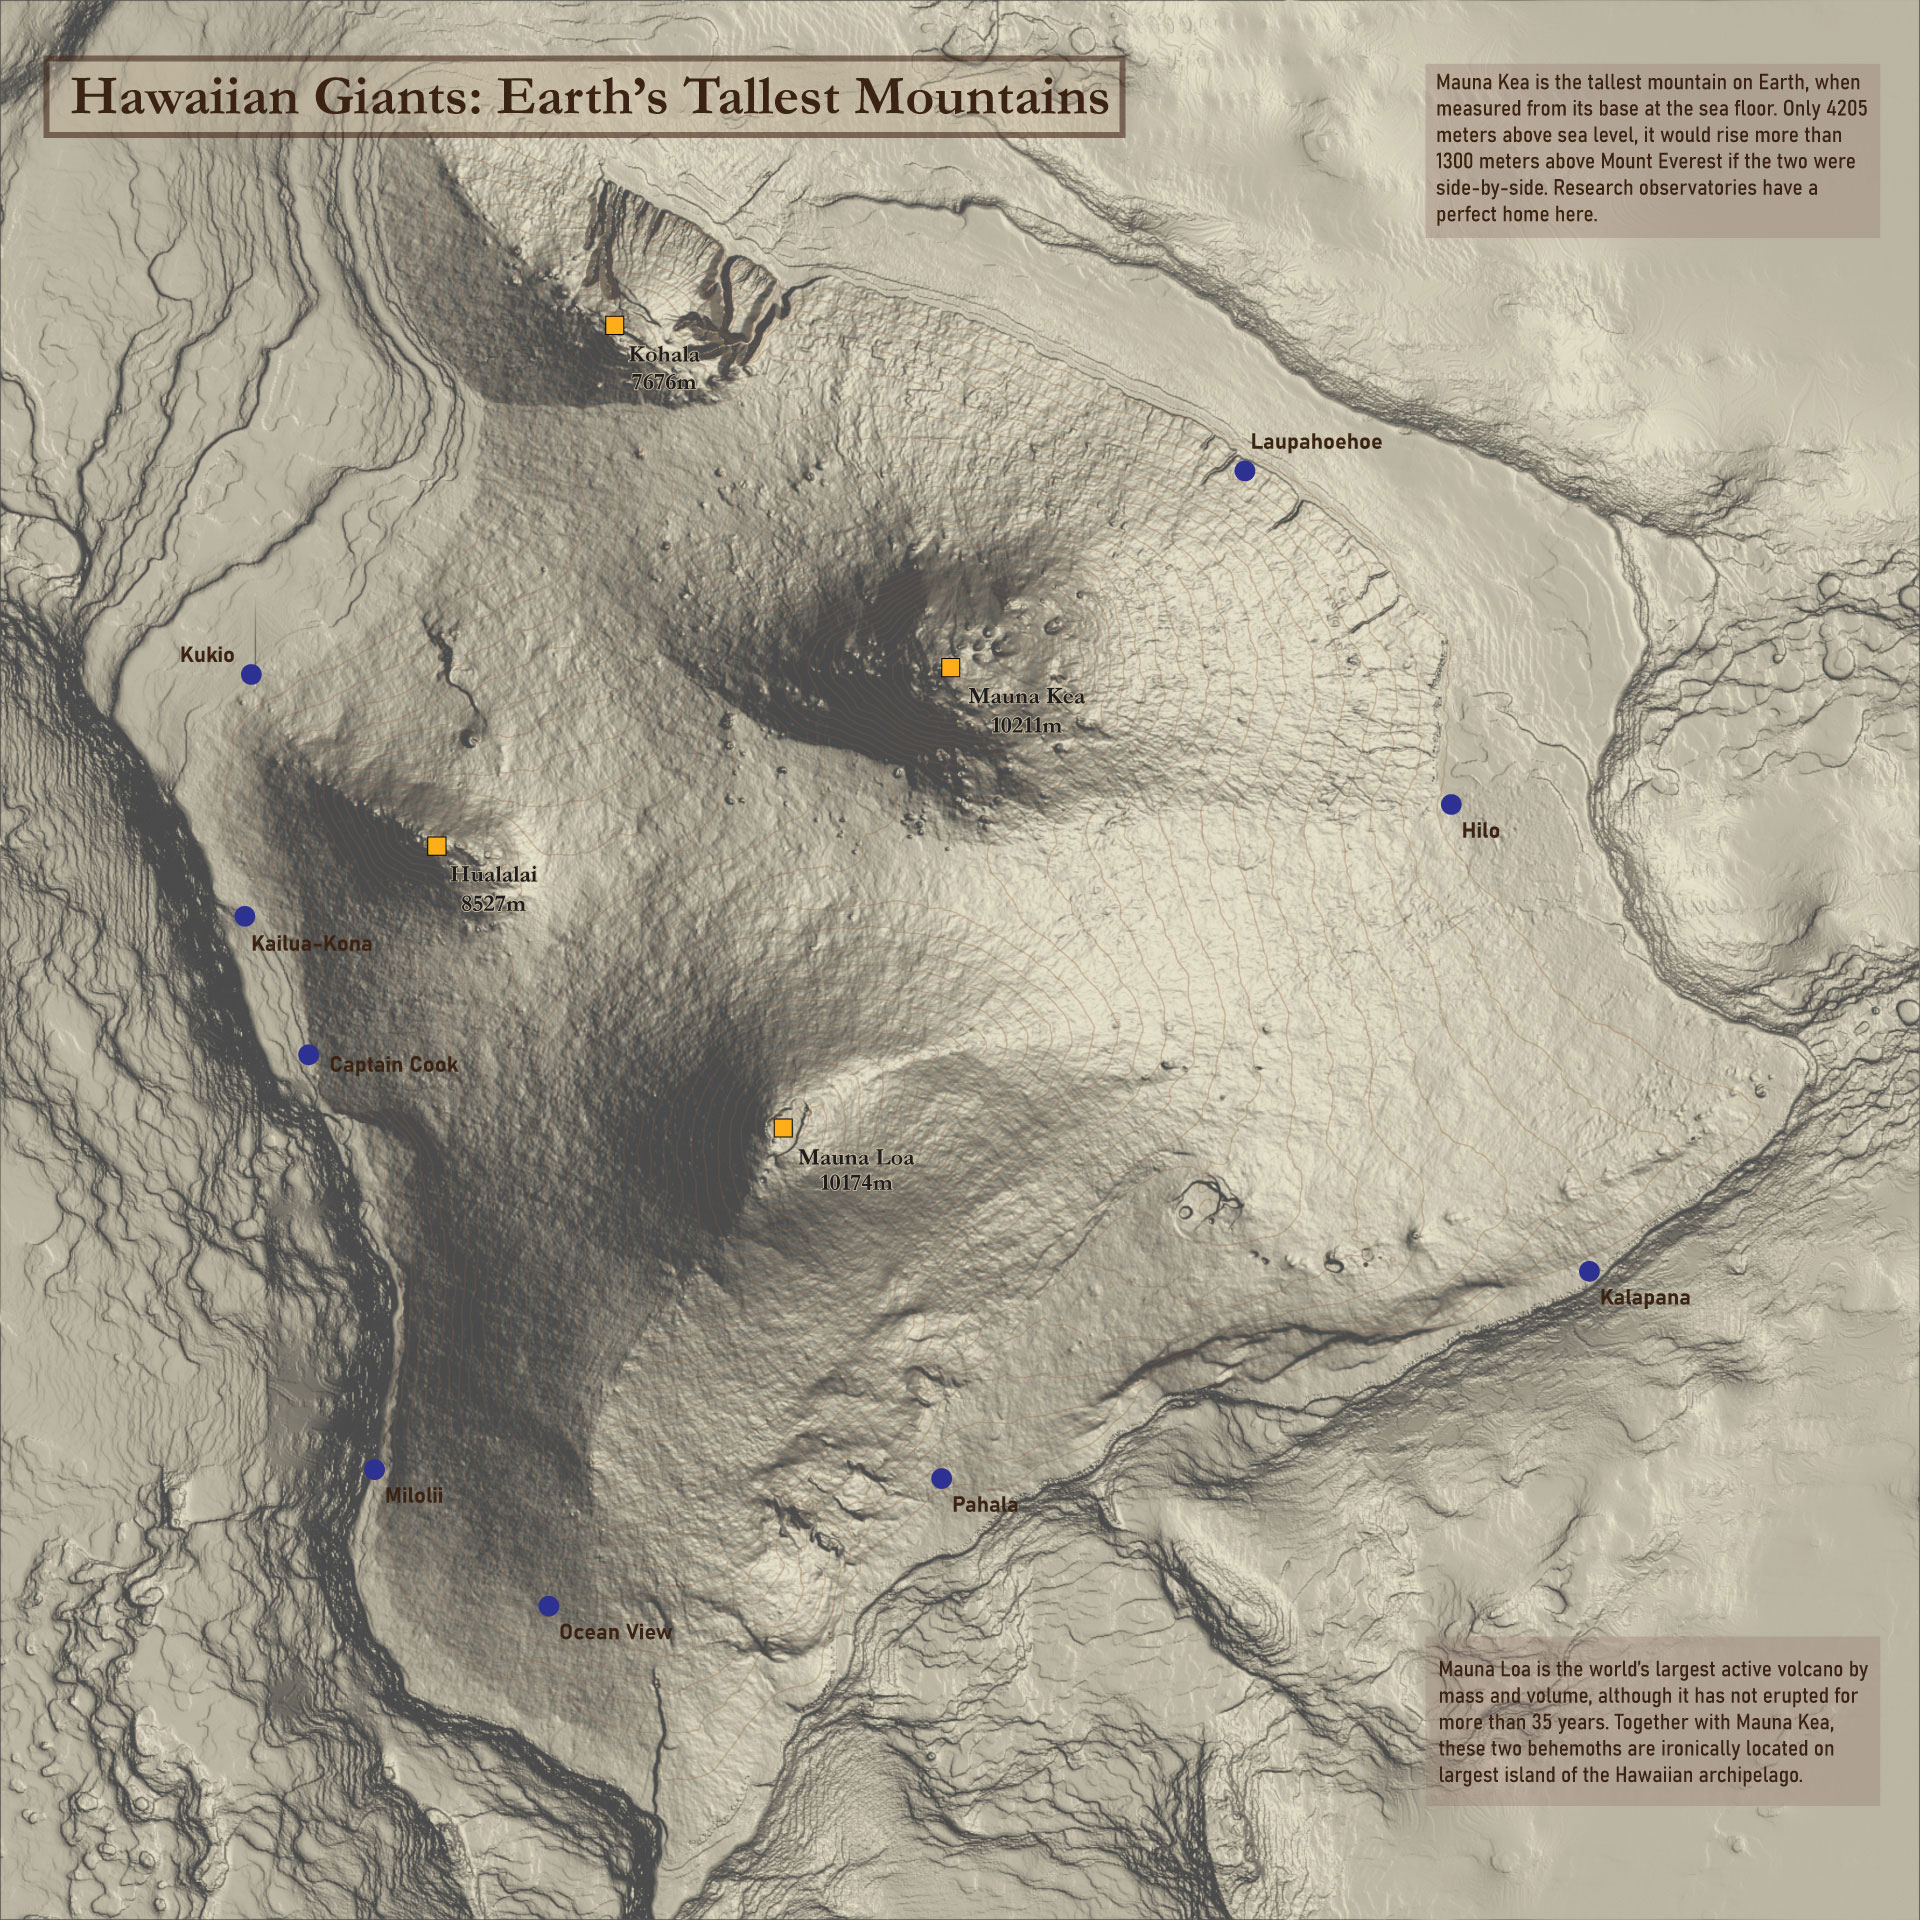 Hawaiian Giants: Earth's Tallest Mountains
Mauna Kea is the tallest mountain on Earth, when
measured from its base at the sea floor. Only 4205
meters above sea level, it would rise more than
1300 meters above Mount Everest if the two were
side-by-side. Research observatories have a
perfect home here.
Kohala
7676m
Laupahoehoe
Kukio
Mauna Kea
10211m
Hilo
Hualalai
8527m
Kailua-Kona
Captain Cook
Mauna Loa
10174m
Kalapana
Milolii
Pahala
Ocean View
Mauna Loa is the world's largest active volcano by
mass and volume, although it has not erupted for
more than 35 years. Together with Mauna Kea,
these two behemoths are ironically located on
largest island of the Hawaiian archipelago.